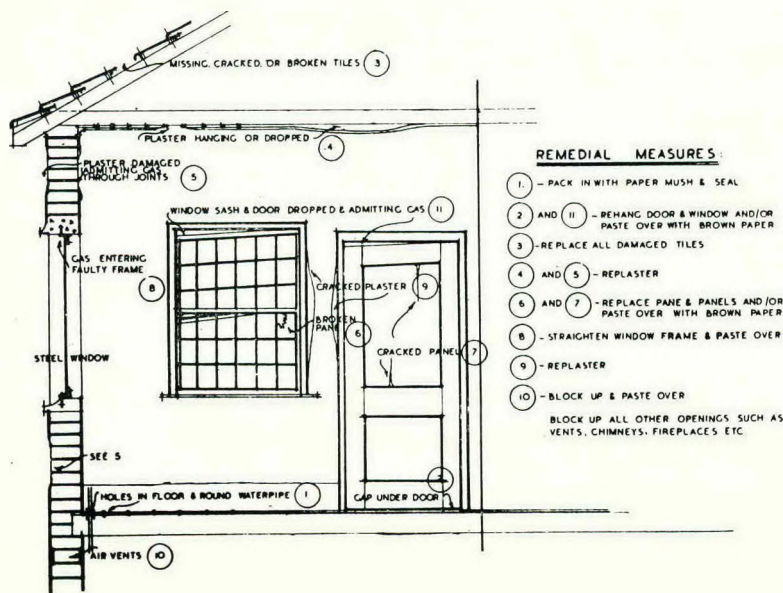 MISSING, CRACKED, OR BROKEN TILES 3
PLASTER HANGING OR DROPPED 4
PLASTER DAMAGED
ADMITTING GAS
THROUGH JOINTS 5
WINDOW SASH & DOOR DROPPED & ADMITTING GAS 11
GAS ENTERING
FAULTY FRAME
8
CRACKED PLASTER 9
BROKEN
PANE 6
STEEL WINDOW
CRACKED PANEL 7
SEE 5
HOLES IN FLOOR & ROUND WATERPIPE 1
GAP UNDER DOOR
AIR VENTS 10
REMEDIAL MEASURES:
1. - PACK IN WITH PAPER MUSH & SEAL
2 AND 11 - REHANG DOOR & WINDOW AND/OR
PASTE OVER WITH BROWN PAPER
3 - REPLACE ALL DAMAGED TILES
4 AND 5 - REPLASTER
6 AND 7 - REPLACE PANE & PANELS AND/OR
PASTE OVER WITH BROWN PAPER
8 - STRAIGHTEN WINDOW FRAME & PASTE OVER
9 - REPLASTER
10 - BLOCK UP & PASTE OVER
BLOCK UP ALL OTHER OPENINGS SUCH AS
VENTS, CHIMNEYS, FIREPLACES ETC